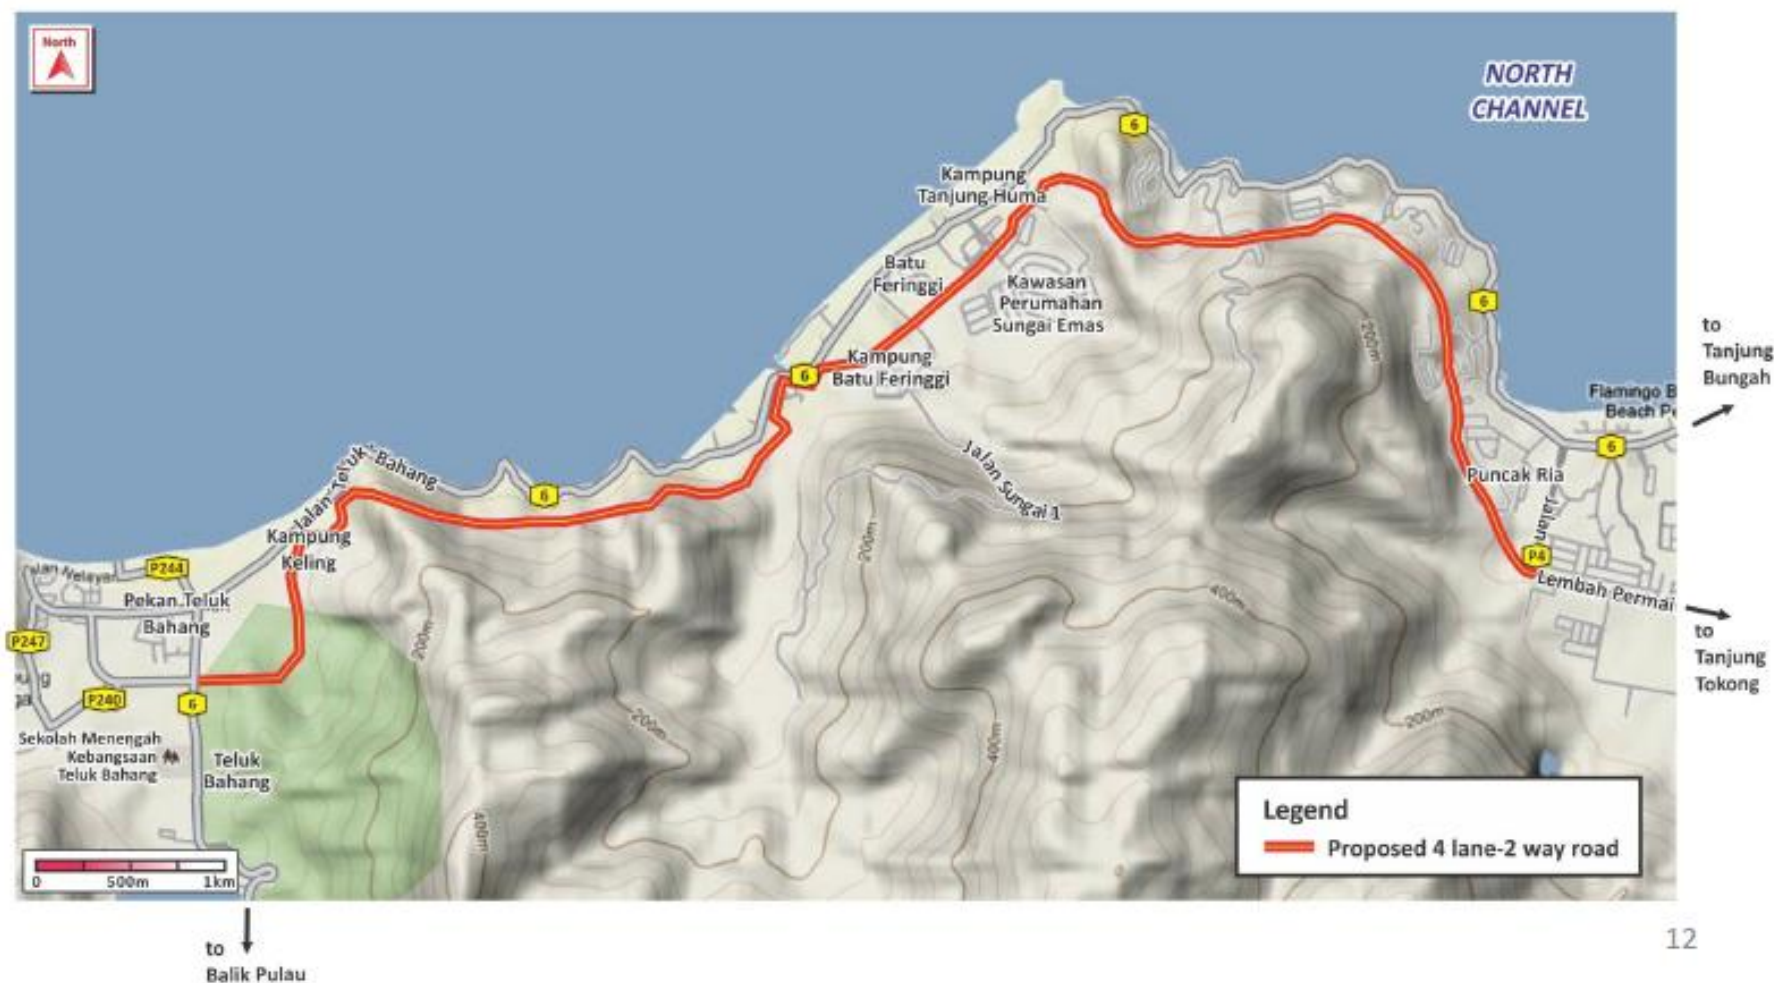 North
NORTH
CHANNEL
6
Kampung
Tanjung Huma
Batu
Feringgi
Kawasan
Perumahan
Sungai Emas
200m
6
to
Tanjung
Bungah
6
Kampung
Batu Feringgi
Flamingo B
Beach Pe
6
Jalan Teluk Bahang
6
Jalan Sungai 1
Puncak Ria
Jalan
Kampung
Keling
200m
P4
Lembah Permai
P244
lan Nelayan
400m
Pekan Teluk
Bahang
to
Tanjung
Tokong
P247
200m
P240
6
200m
200m
400m
Sekolah Menengah
Kebangsaan
Teluk Bahang
Teluk
Bahang
400m
Legend
Proposed 4 lane-2 way road
0 500m 1km
to
Balik Pulau
12